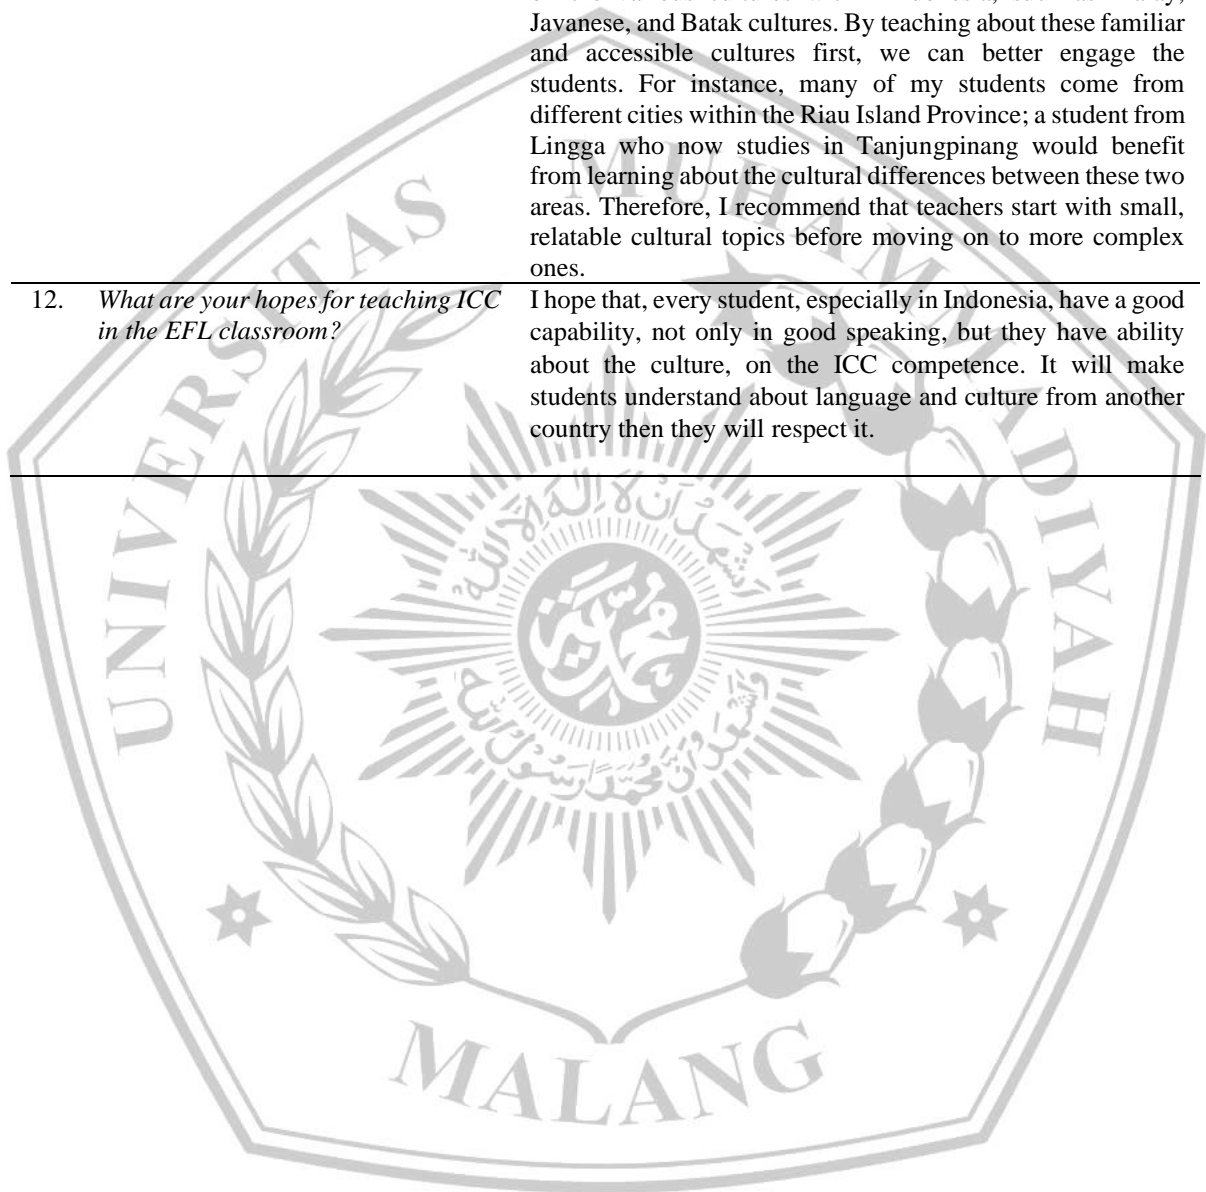 Javanese, and Batak cultures. By teaching about these familiar
and accessible cultures first, we can better engage the
students. For instance, many of my students come from
different cities within the Riau Island Province; a student from
Lingga who now studies in Tanjungpinang would benefit
from learning about the cultural differences between these two
areas. Therefore, I recommend that teachers start with small,
relatable cultural topics before moving on to more complex
ones.
12. What are your hopes for teaching ICC
in the EFL classroom?
I hope that, every student, especially in Indonesia, have a good
capability, not only in good speaking, but they have ability
about the culture, on the ICC competence. It will make
students understand about language and culture from another
country then they will respect it.
UNIVERSITAS MUHAMMADIYAH
MALANG